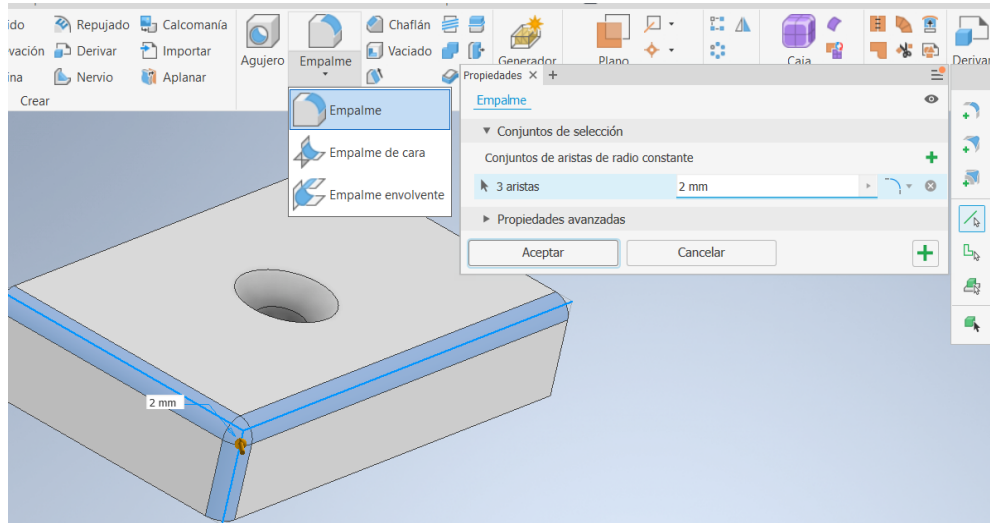 ido
Repujado
Calcomanía
vación
Derivar
Importar
ina
Nervio
Aplanar
Crear
Agujero
Empalme
Chaflán
Vaciado
Generador
Plano
Caja
Derivar
Empalme
Empalme de cara
Empalme envolvente
Propiedades × +
Empalme
Conjuntos de selección
Conjuntos de aristas de radio constante
3 aristas
2 mm
Propiedades avanzadas
Aceptar
Cancelar
2 mm